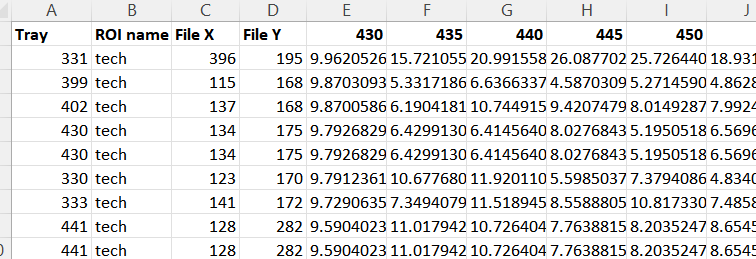 A B C D E F G H I J
Tray ROI name File X File Y 430 435 440 445 450
331 tech 396 195 9.9620526 15.721055 20.991558 26.087702 25.726440 18.931
399 tech 115 168 9.8703093 5.3317186 6.6366337 4.5870309 5.2714590 4.8628
402 tech 137 168 9.8700586 6.1904181 10.744915 9.4207479 8.0149287 7.9924
430 tech 134 175 9.7926829 6.4299130 6.4145640 8.0276843 5.1950518 6.5696
430 tech 134 175 9.7926829 6.4299130 6.4145640 8.0276843 5.1950518 6.5696
330 tech 123 170 9.7912361 10.677680 11.920110 5.5985037 7.3794086 4.8340
333 tech 141 172 9.7290635 7.3494079 11.518945 8.5588805 10.817330 7.4858
441 tech 128 282 9.5904023 11.017942 10.726404 7.7638815 8.2035247 8.6545
441 tech 128 282 9.5904023 11.017942 10.726404 7.7638815 8.2035247 8.6545